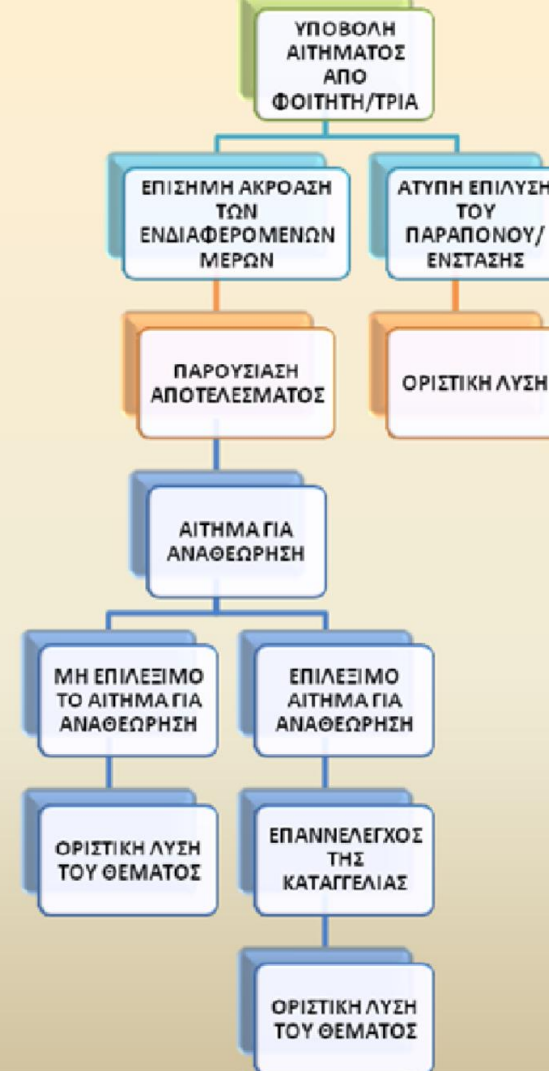 ΥΠΟΒΟΛΗ
ΑΙΤΗΜΑΤΟΣ
ΑΠΟ
ΦΟΙΤΗΤΗ/ΤΡΙΑ
ΕΠΙΣΗΜΗ ΑΚΡΟΑΣΗ
ΤΩΝ
ΕΝΔΙΑΦΕΡΟΜΕΝΩΝ
ΜΕΡΩΝ
ΑΤΥΠΗ ΕΠΙΛΥΣΗ
ΤΟΥ
ΠΑΡΑΠΟΝΟΥ/
ΕΝΣΤΑΣΗΣ
ΠΑΡΟΥΣΙΑΣΗ
ΑΠΟΤΕΛΕΣΜΑΤΟΣ
ΟΡΙΣΤΙΚΗ ΛΥΣΗ
ΑΙΤΗΜΑ ΓΙΑ
ΑΝΑΘΕΩΡΗΣΗ
ΜΗ ΕΠΙΛΕΞΙΜΟ
ΤΟ ΑΙΤΗΜΑ ΓΙΑ
ΑΝΑΘΕΩΡΗΣΗ
ΕΠΙΛΕΞΙΜΟ
ΑΙΤΗΜΑ ΓΙΑ
ΑΝΑΘΕΩΡΗΣΗ
ΟΡΙΣΤΙΚΗ ΛΥΣΗ
ΤΟΥ ΘΕΜΑΤΟΣ
ΕΠΑΝΝΕΛΕΓΧΟΣ
ΤΗΣ
ΚΑΤΑΓΓΕΛΙΑΣ
ΟΡΙΣΤΙΚΗ ΛΥΣΗ
ΤΟΥ ΘΕΜΑΤΟΣ